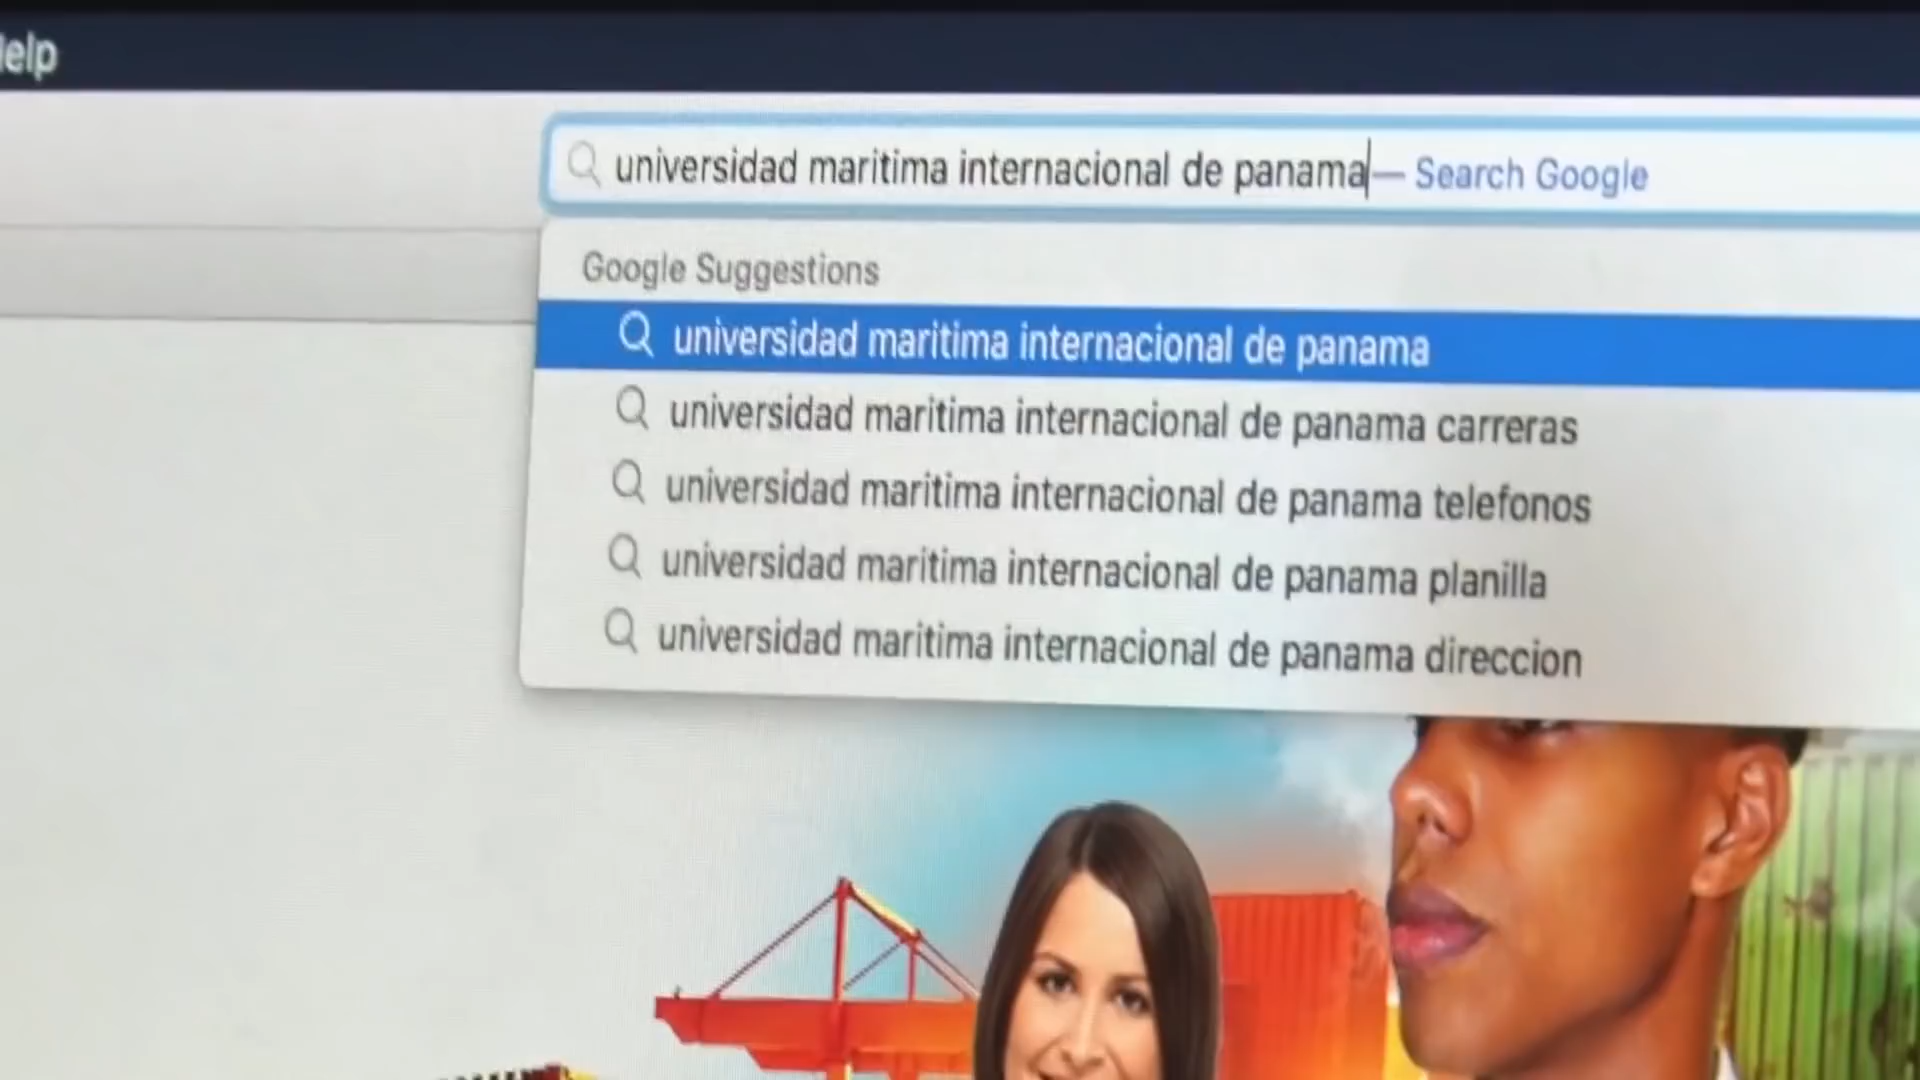 universidad maritima internacional de panama — Search Google
Google Suggestions
universidad maritima internacional de panama
universidad maritima internacional de panama carreras
universidad maritima internacional de panama telefonos
universidad maritima internacional de panama planilla
universidad maritima internacional de panama direccion